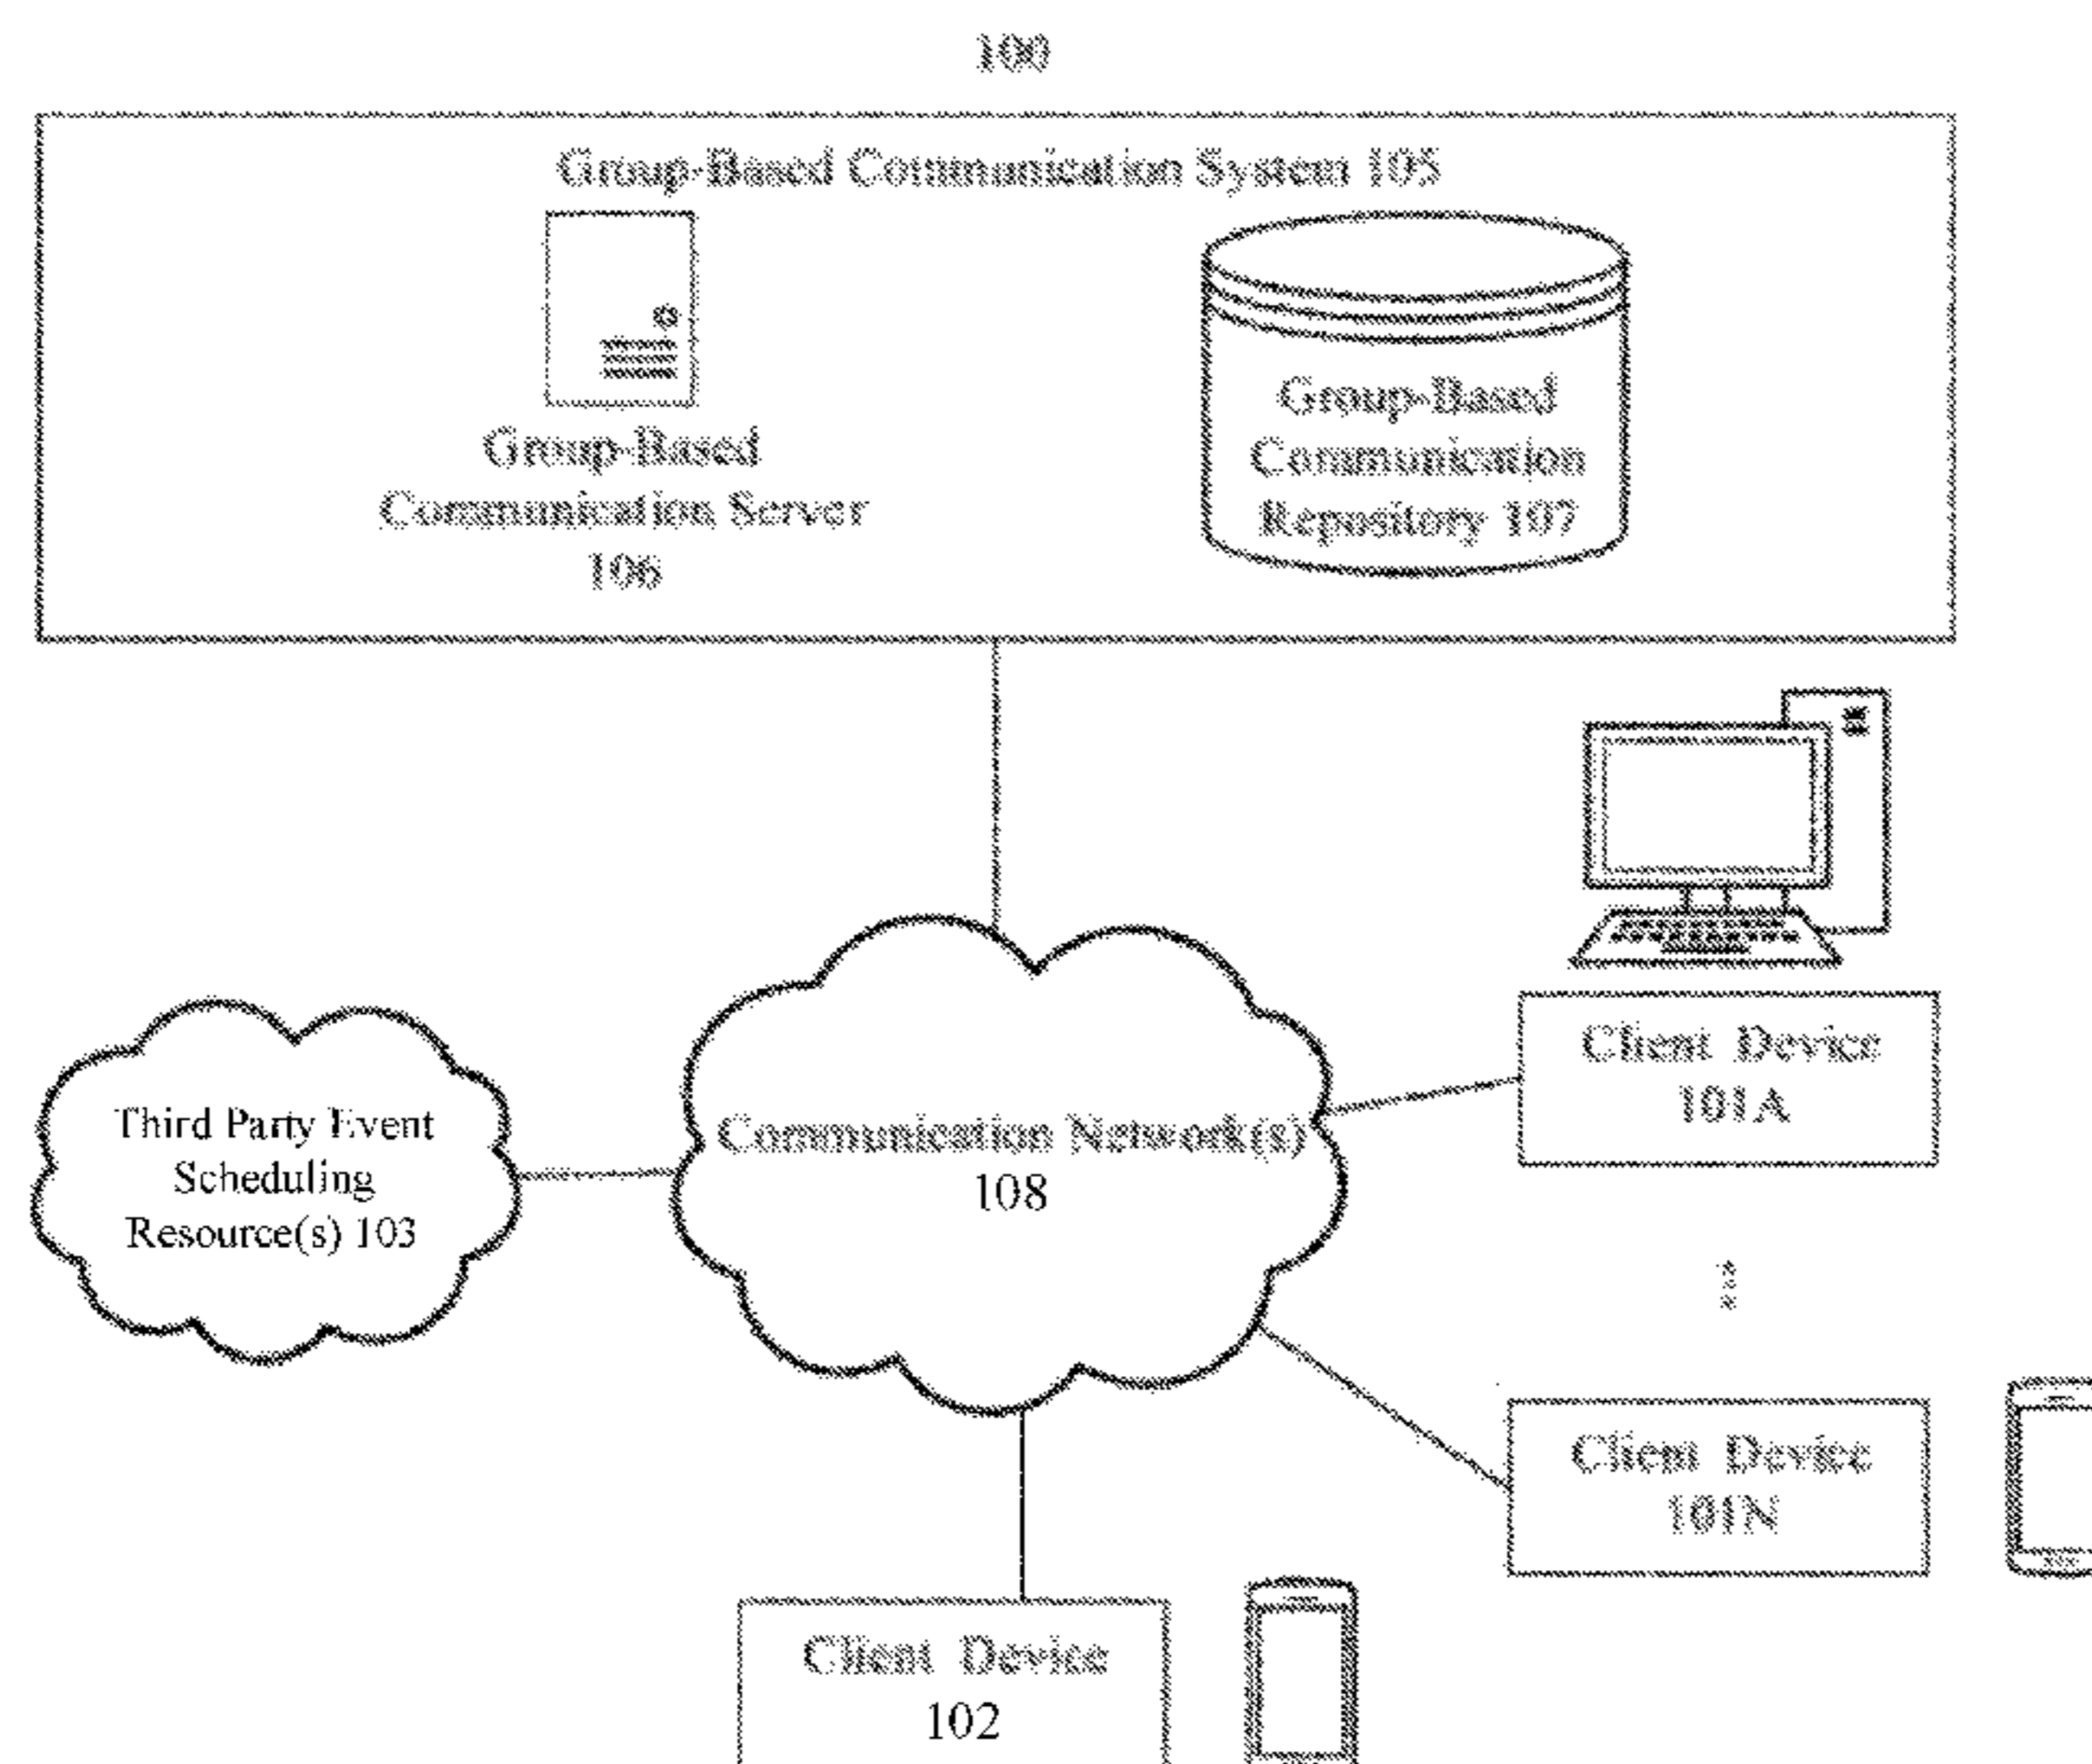 100
Group-Based Communication System 105
Group-Based
Communication Server
106
Group-Based
Communication
Repository 107
Client Device
101A
Third Party Event
Scheduling
Resource(s) 103
Communication Network(s)
108
Client Device
101N
Client Device
102